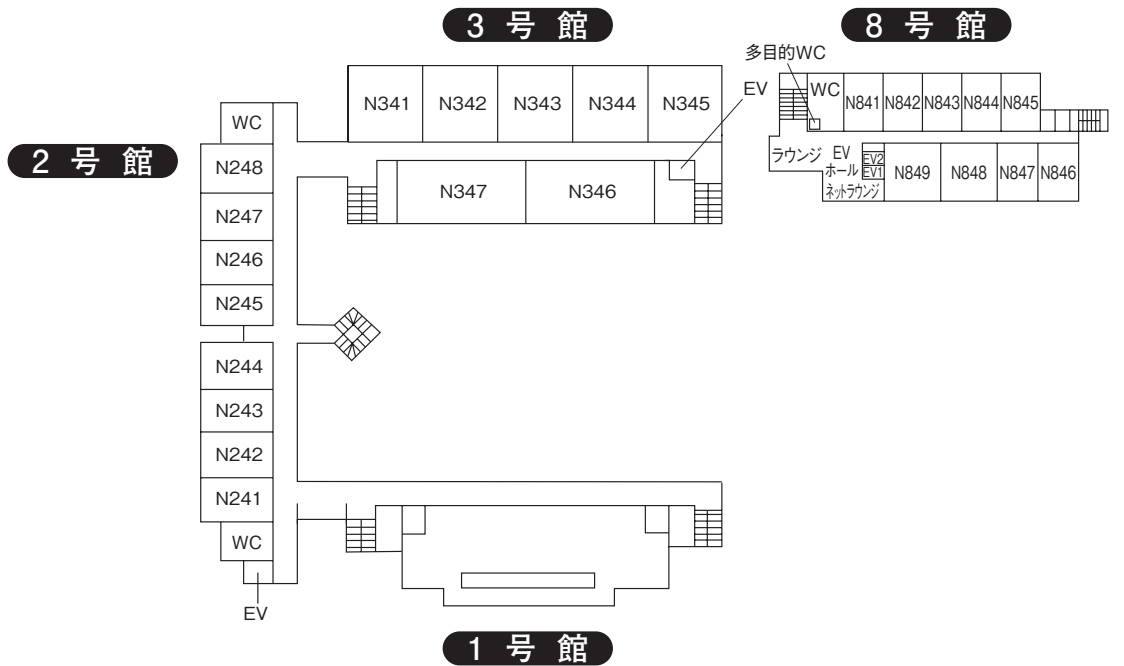 3 号 館
8 号 館
多目的WC
EV
N341 N342 N343 N344 N345
WC N841 N842 N843 N844 N845
WC
2 号 館
N248
N247
N246
N245
N244
N243
N242
N241
WC
EV
N347 N346
ラウンジ EV
ホール
ネットラウンジ
EV2
EV1
N849 N848 N847 N846
1 号 館